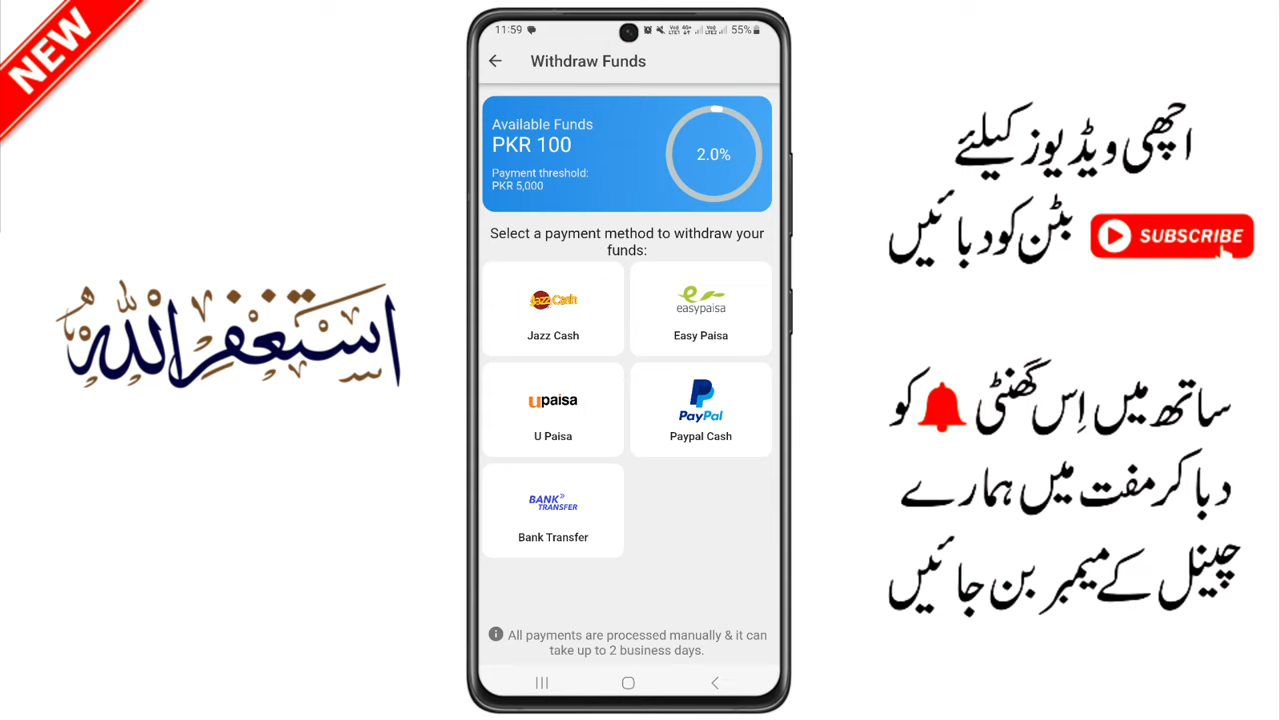 NEW
11:59
55%
Withdraw Funds
Available Funds
PKR 100
Payment threshold:
PKR 5,000
2.0%
Select a payment method to withdraw your
funds:
JazzCash
Jazz Cash
easypaisa
Easy Paisa
upaisa
U Paisa
PayPal
Paypal Cash
BANK
TRANSFER
Bank Transfer
All payments are processed manually & it can
take up to 2 business days.
استغفر الله
اچھی ویڈیوز کیلئے
SUBSCRIBE بٹن کو دبائیں
ساتھ میں اِس گھنٹی کو
دبا کر مفت میں ہمارے
چینل کے میمبر بن جائیں